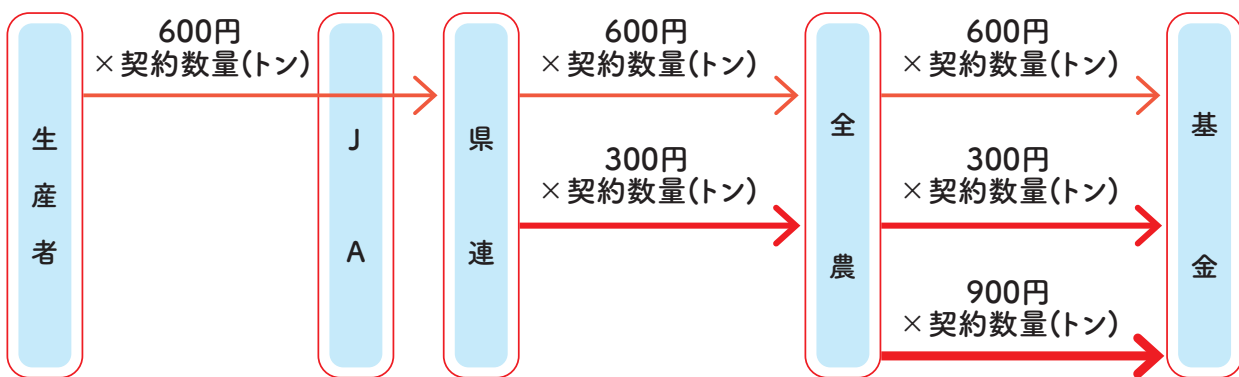 600円
×契約数量(トン)
600円
×契約数量(トン)
600円
×契約数量(トン)
生産者
JA
県連
300円
×契約数量(トン)
全農
300円
×契約数量(トン)
基金
900円
×契約数量(トン)